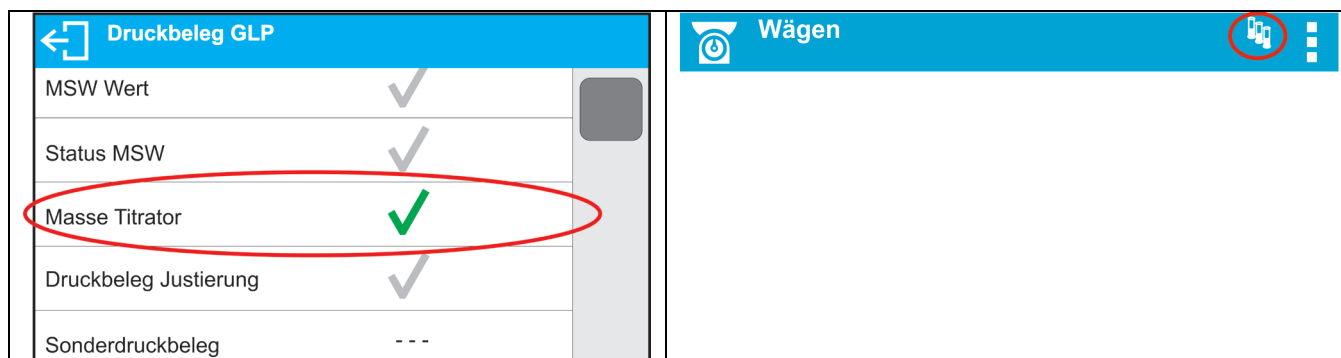 Druckbeleg GLP
MSW Wert
Status MSW
Masse Titrator
Druckbeleg Justierung
Sonderdruckbeleg - - -
Wägen